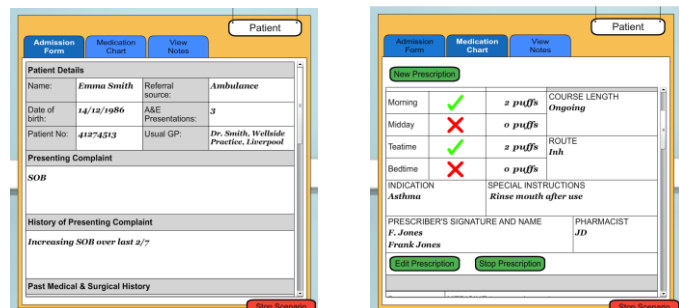 Patient
Admission Form
Medication Chart
View Notes
Patient Details
Name: Emma Smith Referral source: Ambulance
Date of birth: 14/12/1986 A&E Presentations: 3
Patient No: 41274513 Usual GP: Dr. Smith, Wellside Practice, Liverpool
Presenting Complaint
SOB
History of Presenting Complaint
Increasing SOB over last 2/7
Past Medical & Surgical History
Stop Scenario
Patient
Admission Form
Medication Chart
View Notes
New Prescription
Morning 2 puffs COURSE LENGTH
Ongoing
Midday 0 puffs
Teatime 2 puffs ROUTE
Inh
Bedtime 0 puffs
INDICATION SPECIAL INSTRUCTIONS
Asthma Rinse mouth after use
PRESCRIBER'S SIGNATURE AND NAME PHARMACIST
F. Jones JD
Frank Jones
Edit Prescription Stop Prescription
Stop Scenario